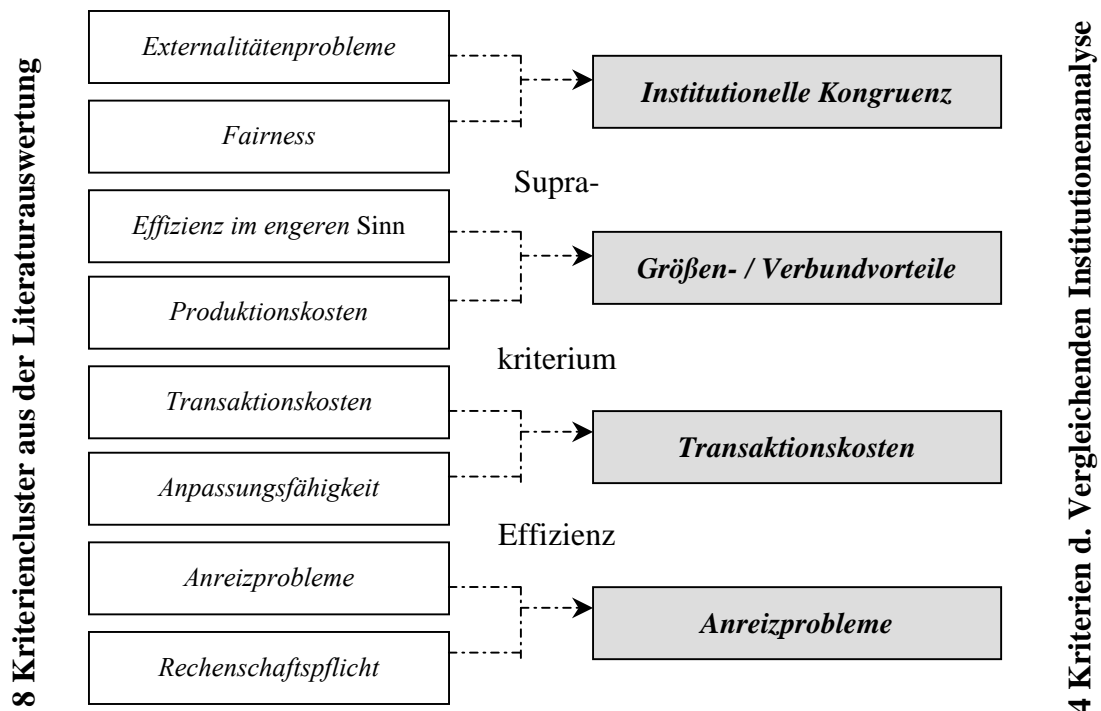 8 Kriteriencluster aus der Literaturauswertung
Externalitätenprobleme
Fairness
Effizienz im engeren Sinn
Produktionskosten
Transaktionskosten
Anpassungsfähigkeit
Anreizprobleme
Rechenschaftspflicht
Supra-
kriterium
Effizienz
Institutionelle Kongruenz
Größen- / Verbundvorteile
Transaktionskosten
Anreizprobleme
4 Kriterien d. Vergleichenden Institutionenanalyse